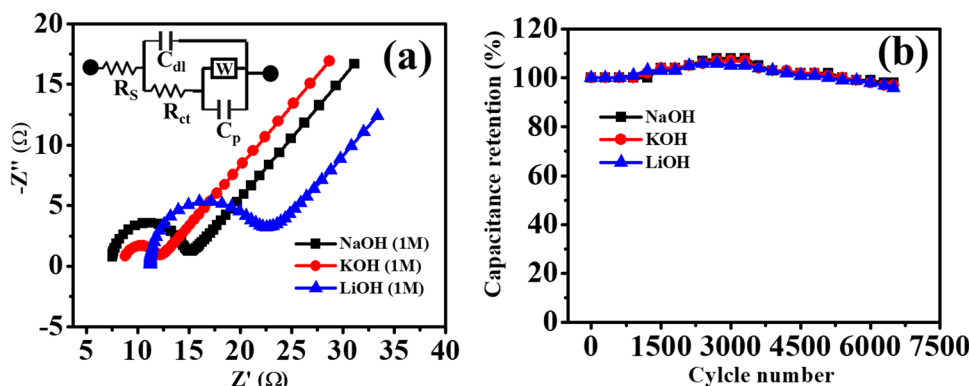 (a)
-Z'' (Ω)
20
15
10
5
0
-5
C_dl
R_S
W
R_ct
C_p
NaOH (1M)
KOH (1M)
LiOH (1M)
5 10 15 20 25 30 35 40
Z' (Ω)
(b)
Capacitance retention (%)
120
100
80
60
40
20
0
NaOH
KOH
LiOH
0 1500 3000 4500 6000 7500
Cylcle number